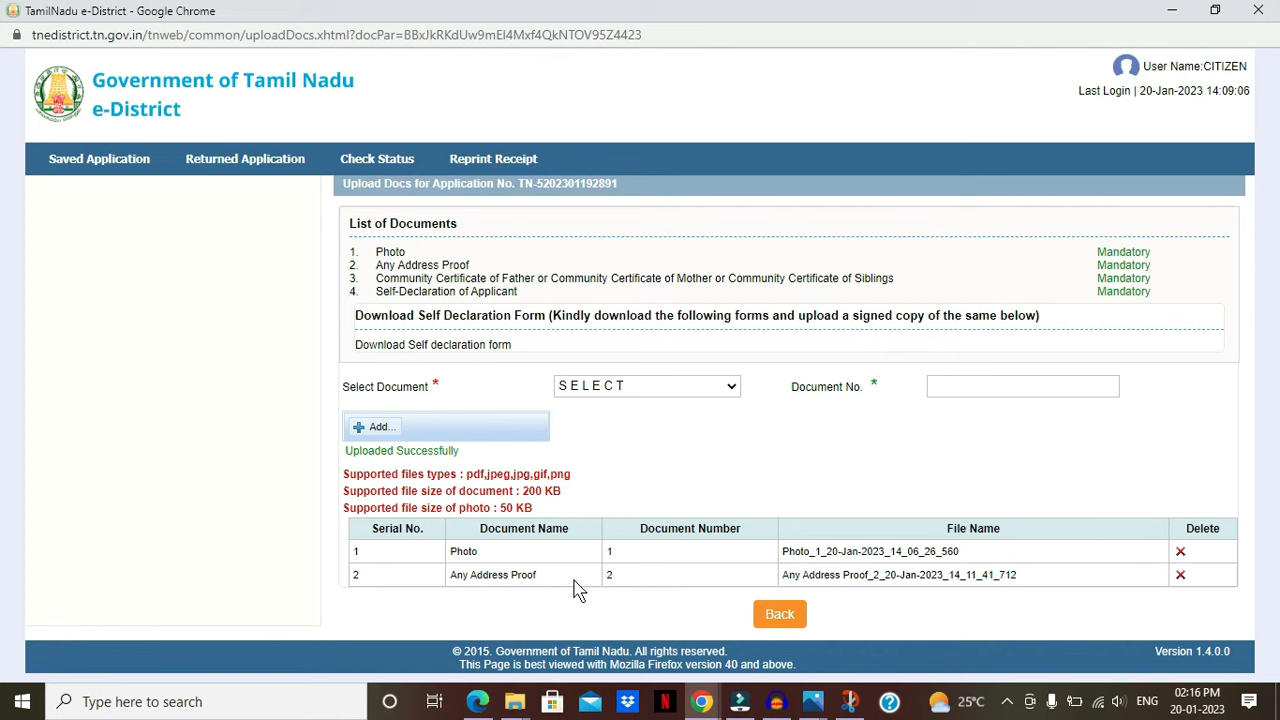 TamilNadu e-District - Google Chrome
tnedistrict.tn.gov.in/tnweb/common/uploadDocs.xhtml?docPar=BBxJkRKdUw9mEI4Mxf4QkNTOV95Z4423
Government of Tamil Nadu
e-District
User Name:CITIZEN
Last Login | 20-Jan-2023 14:09:06
Saved Application Returned Application Check Status Reprint Receipt
Upload Docs for Application No. TN-5202301192891
List of Documents
1. Photo Mandatory
2. Any Address Proof Mandatory
3. Community Certificate of Father or Community Certificate of Mother or Community Certificate of Siblings Mandatory
4. Self-Declaration of Applicant Mandatory
Download Self Declaration Form (Kindly download the following forms and upload a signed copy of the same below)
Download Self declaration form
Select Document * SELECT Document No. *
Add...
Uploaded Successfully
Supported files types : pdf,jpeg,jpg,gif,png
Supported file size of document : 200 KB
Supported file size of photo : 50 KB
Serial No. Document Name Document Number File Name Delete
1 Photo 1 Photo_1_20-Jan-2023_14_06_26_560
2 Any Address Proof 2 Any Address Proof_2_20-Jan-2023_14_11_41_712
Back
© 2015. Government of Tamil Nadu. All rights reserved. Version 1.4.0.0
This Page is best viewed with Mozilla Firefox version 40 and above.
Type here to search 25°C ENG 02:16 PM
20-01-2023